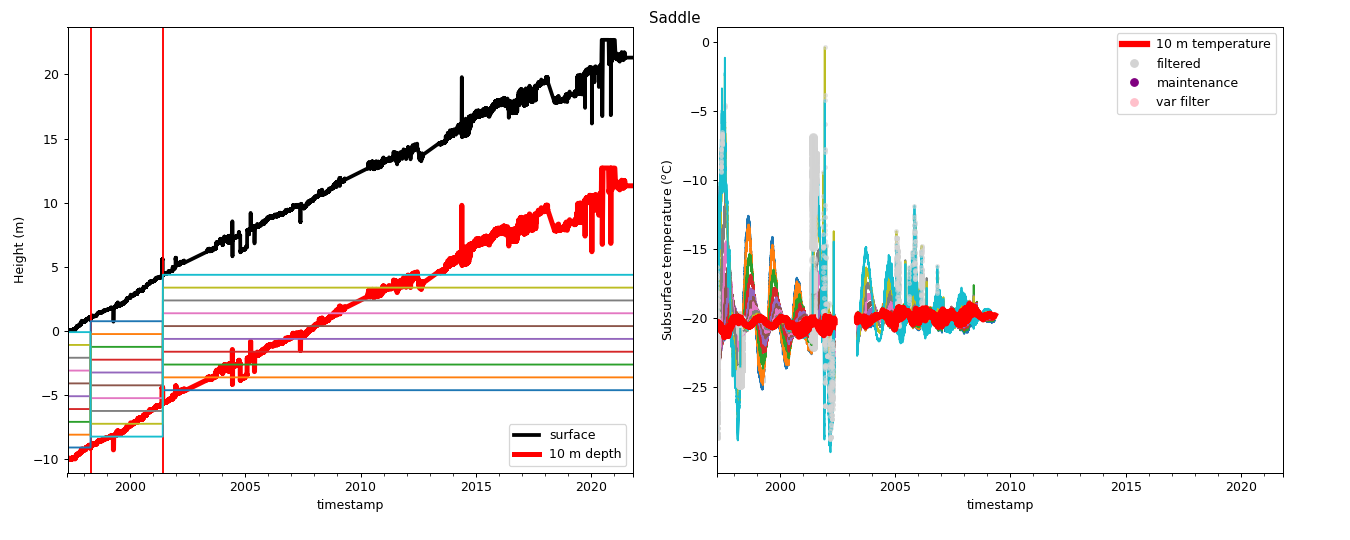 Saddle
Height (m)
20
15
10
5
0
−5
−10
surface
10 m depth
2000
2005
2010
2015
2020
timestamp
Subsurface temperature (°C)
0
−5
−10
−15
−20
−25
−30
10 m temperature
filtered
maintenance
var filter
2000
2005
2010
2015
2020
timestamp